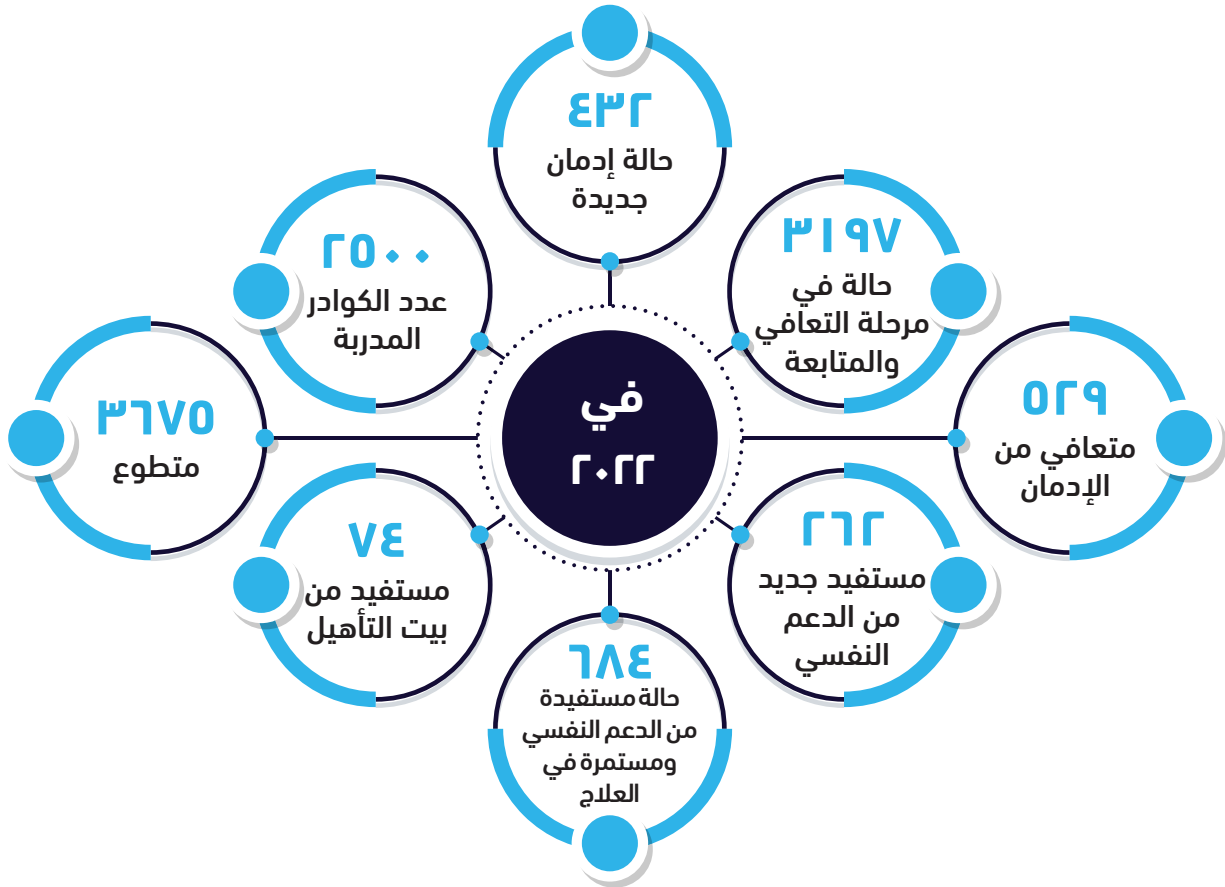 في
٢٠٢٢
٤٣٢
حالة إدمان
جديدة
٣١٩٧
حالة في
مرحلة التعافي
والمتابعة
٥٢٩
متعافي من
الإدمان
٢٦٢
مستفيد جديد
من الدعم
النفسي
٦٨٤
حالة مستفيدة
من الدعم النفسي
ومستمرة في
العلاج
٧٤
مستفيد من
بيت التأهيل
٣٦٧٥
متطوع
٢٥٠٠
عدد الكوادر
المدربة